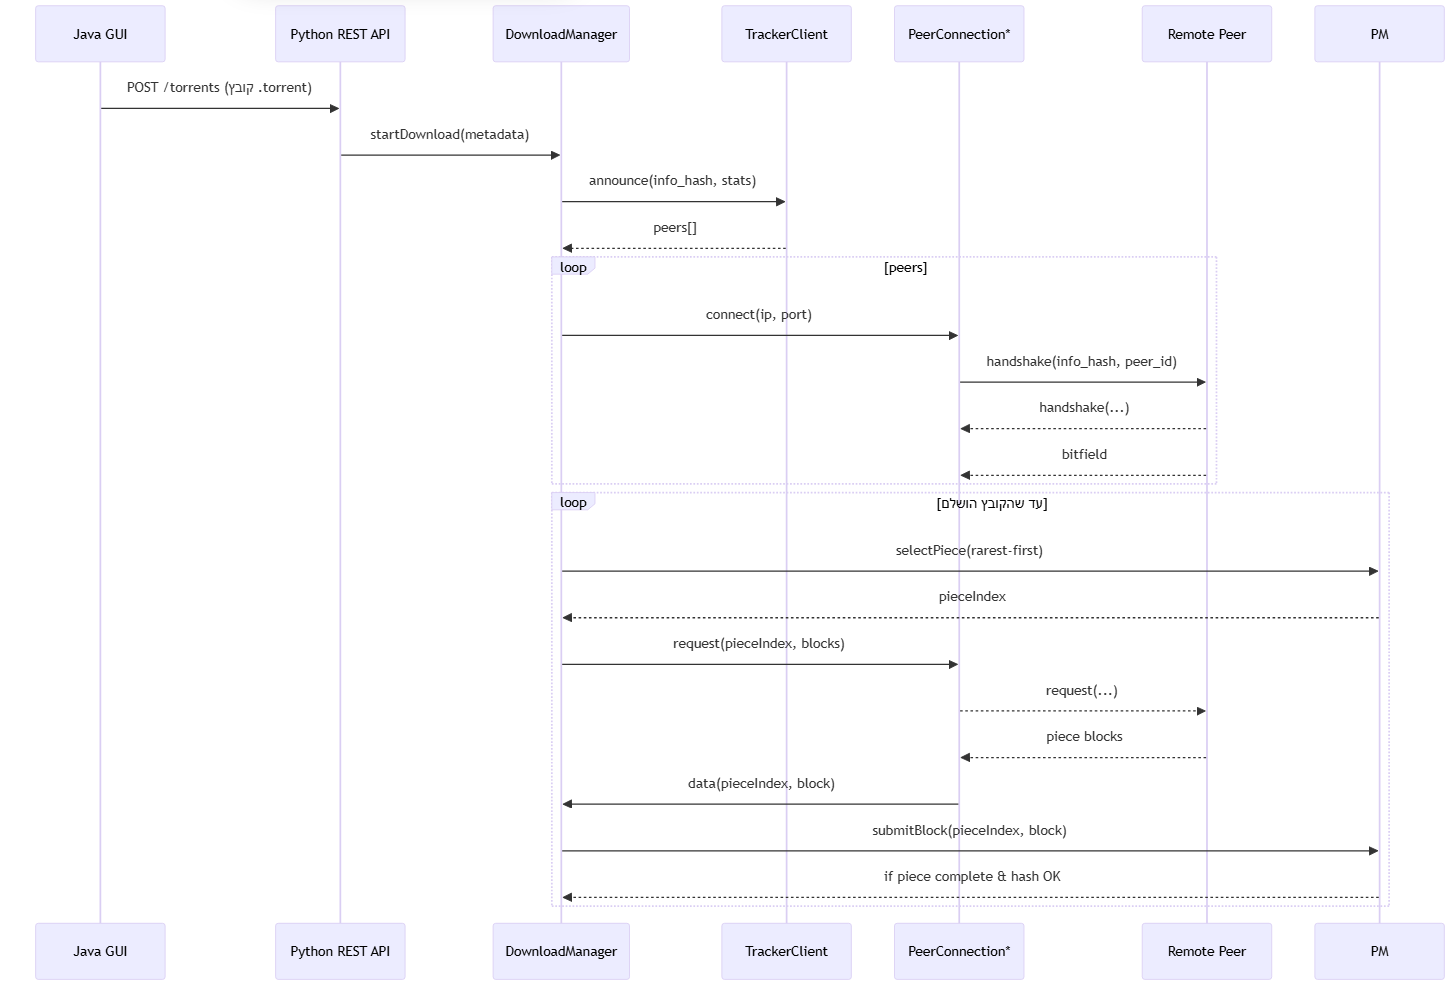 Java GUI
Python REST API
DownloadManager
TrackerClient
PeerConnection*
Remote Peer
PM
POST /torrents (קובץ .torrent)
startDownload(metadata)
announce(info_hash, stats)
peers[]
loop
[peers]
connect(ip, port)
handshake(info_hash, peer_id)
handshake(...)
bitfield
loop
[עד שהקובץ הושלם]
selectPiece(rarest-first)
pieceIndex
request(pieceIndex, blocks)
request(...)
piece blocks
data(pieceIndex, block)
submitBlock(pieceIndex, block)
if piece complete & hash OK
Java GUI
Python REST API
DownloadManager
TrackerClient
PeerConnection*
Remote Peer
PM